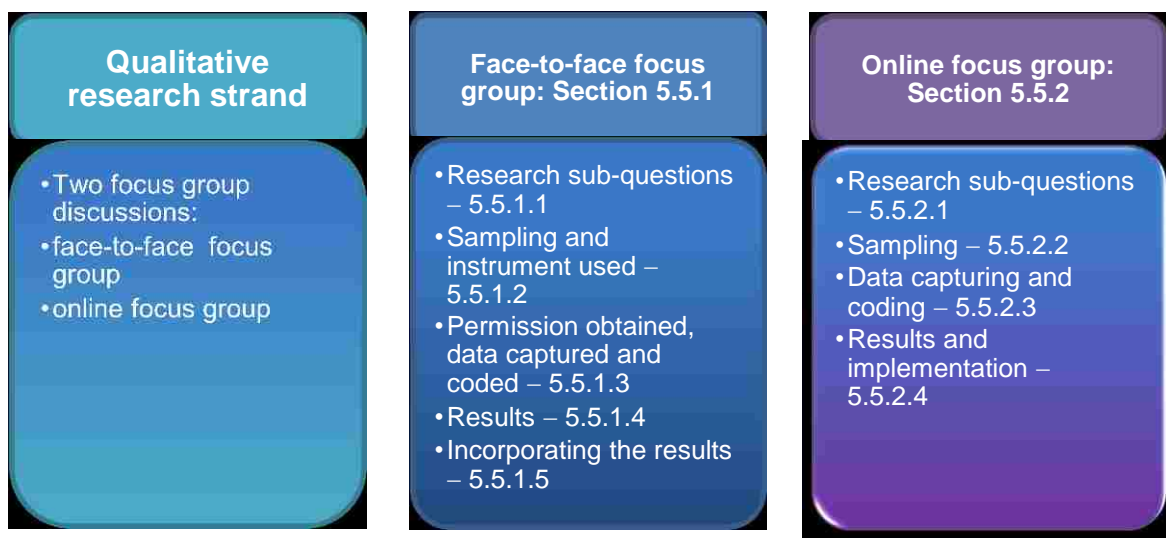 Qualitative
research strand
•Two focus group
discussions:
•face-to-face focus
group
•online focus group
Face-to-face focus
group: Section 5.5.1
•Research sub-questions
– 5.5.1.1
•Sampling and
instrument used –
5.5.1.2
•Permission obtained,
data captured and
coded – 5.5.1.3
•Results – 5.5.1.4
•Incorporating the results
– 5.5.1.5
Online focus group:
Section 5.5.2
•Research sub-questions
– 5.5.2.1
•Sampling – 5.5.2.2
•Data capturing and
coding – 5.5.2.3
•Results and
implementation –
5.5.2.4